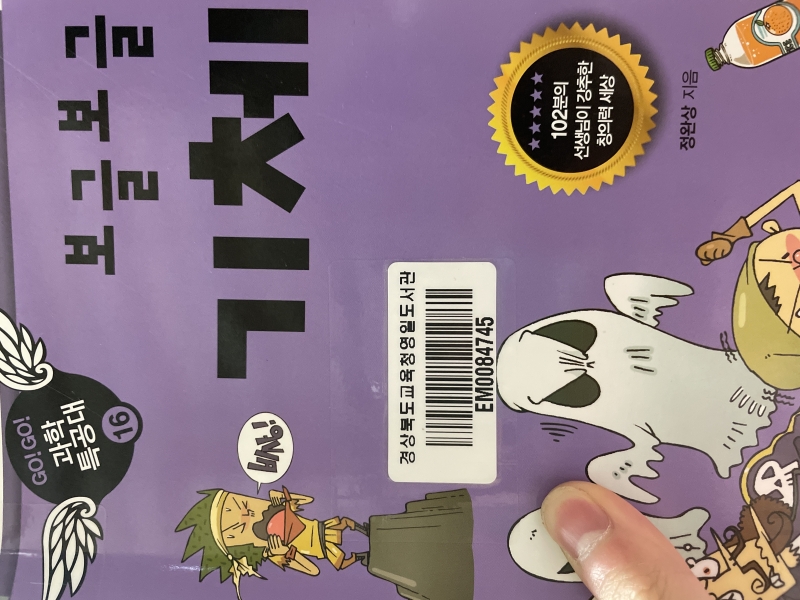 GO! GO!
과학
특공대
16
보글보글
기체
★★★★★
102분의
선생님이 강추한
창의력 세상
정완상 지음
비상!
경상북도교육청영일도서관
EM0084745